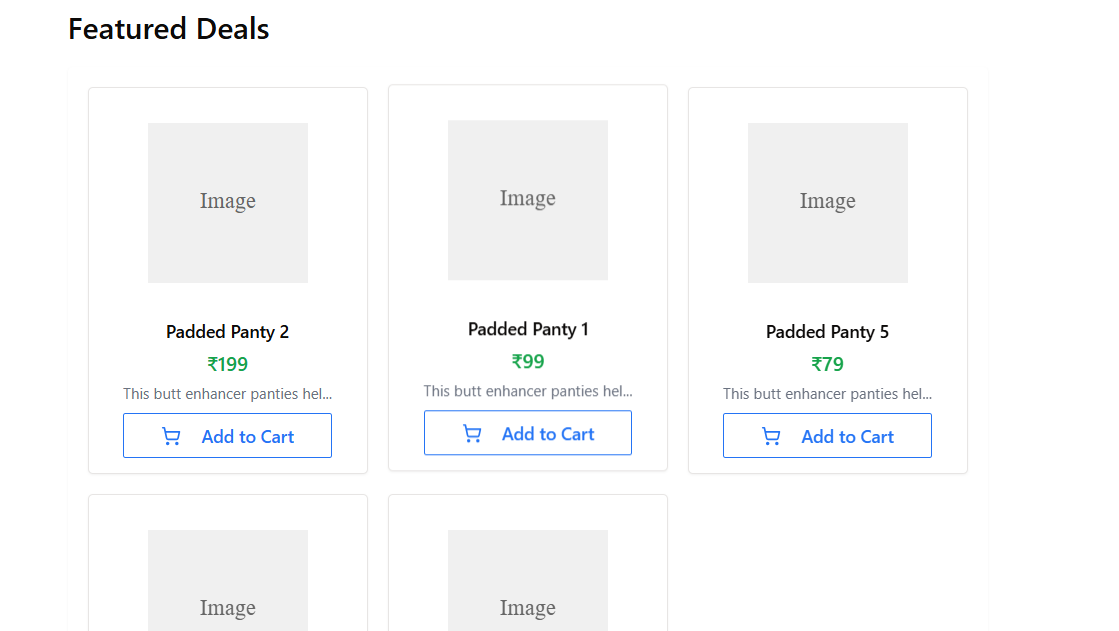 Featured Deals
Image
Image
Image
Padded Panty 2
Padded Panty 1
Padded Panty 5
₹199
₹99
₹79
This butt enhancer panties hel...
This butt enhancer panties hel...
This butt enhancer panties hel...
Add to Cart
Add to Cart
Add to Cart
Image
Image